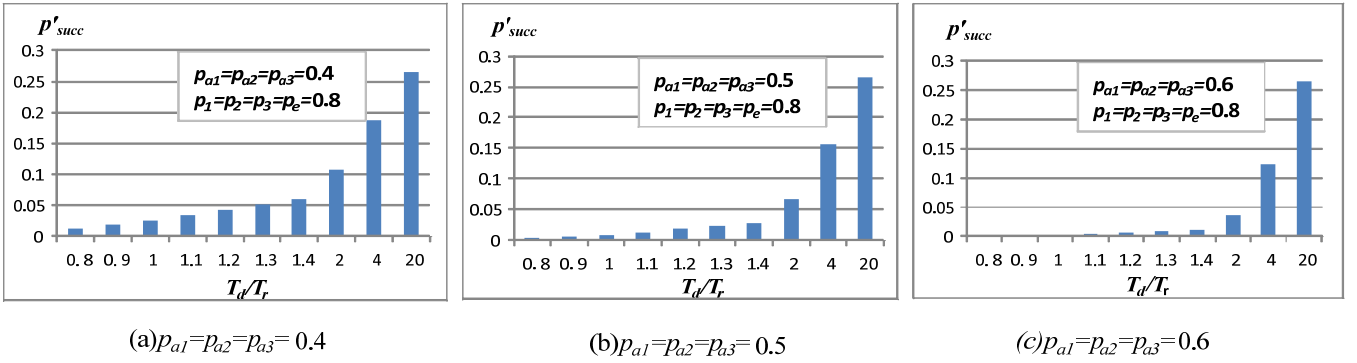 p'succ
0.3
0.25
0.2
0.15
0.1
0.05
0
pa1=pa2=pa3=0.4
p1=p2=p3=pe=0.8
0.8 0.9 1 1.1 1.2 1.3 1.4 2 4 20
Td/Tr
(a)pa1=pa2=pa3= 0.4
p'succ
0.3
0.25
0.2
0.15
0.1
0.05
0
pa1=pa2=pa3=0.5
p1=p2=p3=pe=0.8
0.8 0.9 1 1.1 1.2 1.3 1.4 2 4 20
Td/Tr
(b)pa1=pa2=pa3= 0.5
p'succ
0.3
0.25
0.2
0.15
0.1
0.05
0
pa1=pa2=pa3=0.6
p1=p2=p3=pe=0.8
0.8 0.9 1 1.1 1.2 1.3 1.4 2 4 20
Td/Tr
(c)pa1=pa2=pa3= 0.6